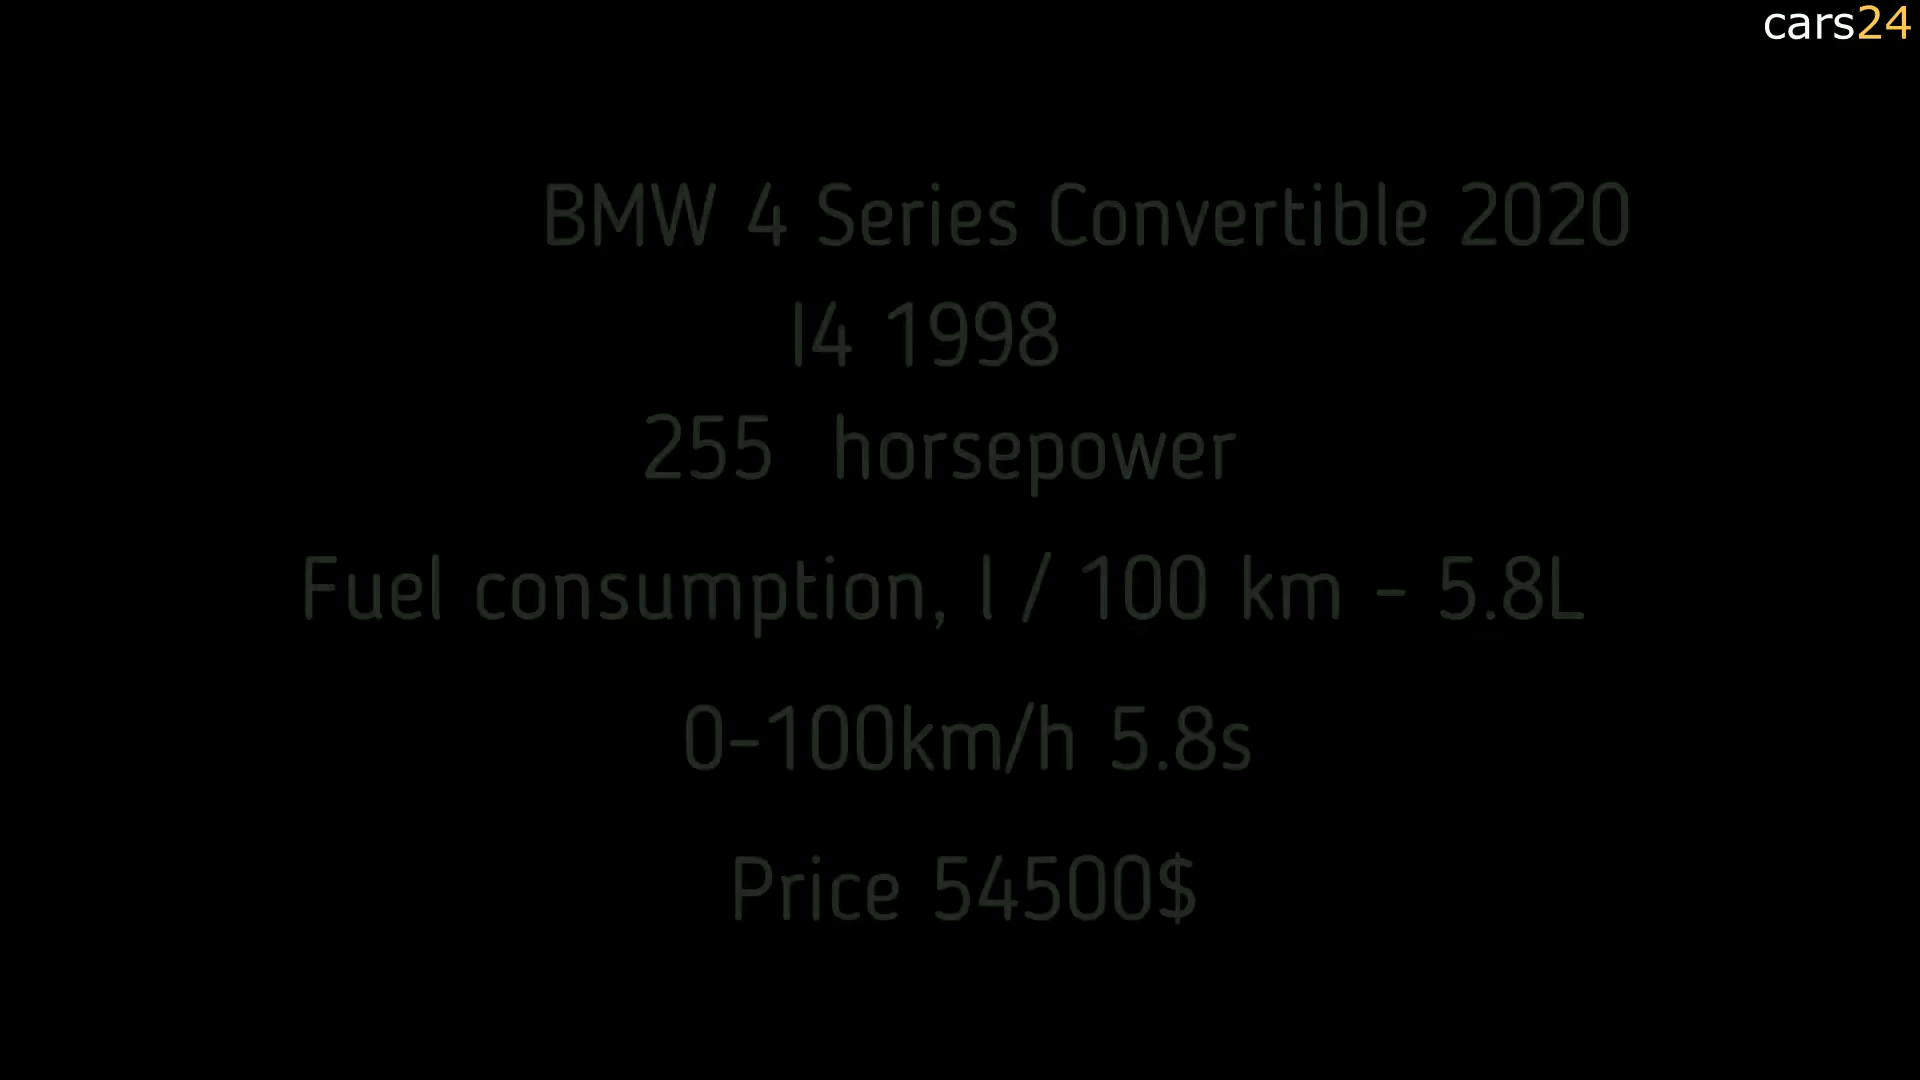 cars24
BMW 4 Series Convertible 2020
I4 1998
255 horsepower
Fuel consumption, l / 100 km - 5.8L
0-100km/h 5.8s
Price 54500$